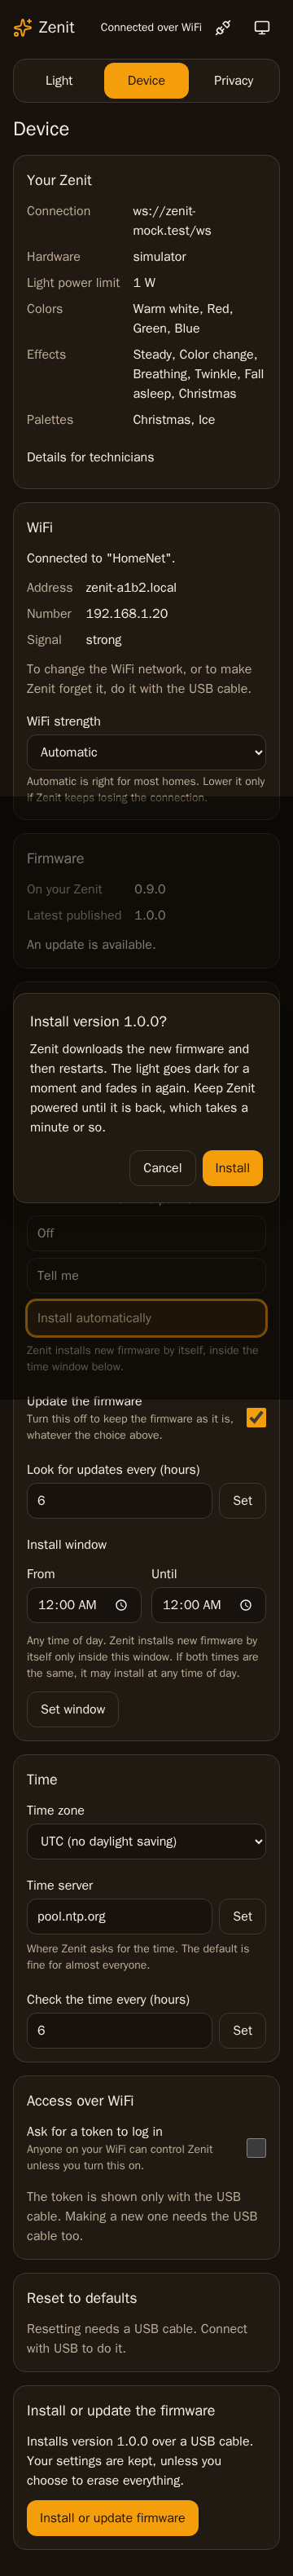 Zenit
Connected over WiFi
Light
Device
Privacy
Device
Your Zenit
Connection
ws://zenit-
mock.test/ws
Hardware
simulator
Light power limit
1 W
Colors
Warm white, Red,
Green, Blue
Effects
Steady, Color change,
Breathing, Twinkle, Fall
asleep, Christmas
Palettes
Christmas, Ice
Details for technicians
WiFi
Connected to "HomeNet".
Address
zenit-a1b2.local
Number
192.168.1.20
Signal
strong
To change the WiFi network, or to make
Zenit forget it, do it with the USB cable.
WiFi strength
Automatic
Automatic is right for most homes. Lower it only
if Zenit keeps losing the connection.
Firmware
On your Zenit
0.9.0
Latest published
1.0.0
An update is available.
Install version 1.0.0?
Zenit downloads the new firmware and
then restarts. The light goes dark for a
moment and fades in again. Keep Zenit
powered until it is back, which takes a
minute or so.
Cancel
Install
Off
Tell me
Install automatically
Zenit installs new firmware by itself, inside the
time window below.
Update the firmware
Turn this off to keep the firmware as it is,
whatever the choice above.
Look for updates every (hours)
6
Set
Install window
From
Until
12:00 AM
12:00 AM
Any time of day. Zenit installs new firmware by
itself only inside this window. If both times are
the same, it may install at any time of day.
Set window
Time
Time zone
UTC (no daylight saving)
Time server
pool.ntp.org
Set
Where Zenit asks for the time. The default is
fine for almost everyone.
Check the time every (hours)
6
Set
Access over WiFi
Ask for a token to log in
Anyone on your WiFi can control Zenit
unless you turn this on.
The token is shown only with the USB
cable. Making a new one needs the USB
cable too.
Reset to defaults
Resetting needs a USB cable. Connect
with USB to do it.
Install or update the firmware
Installs version 1.0.0 over a USB cable.
Your settings are kept, unless you
choose to erase everything.
Install or update firmware